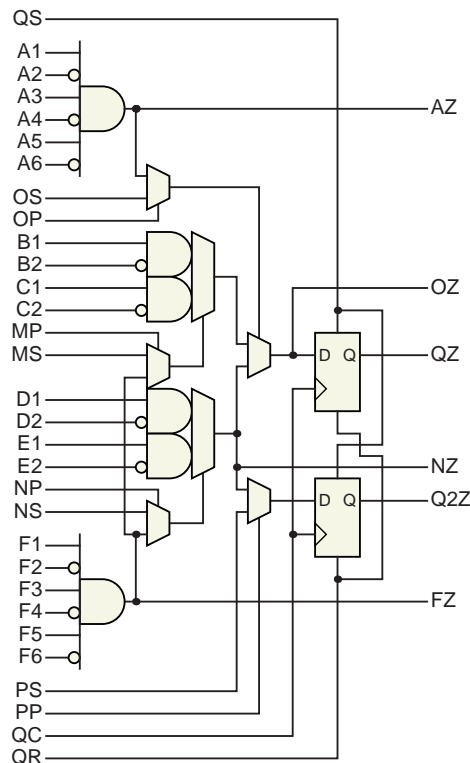 QS
A1
A2
A3
AZ
A4
A5
A6
OS
OP
B1
B2
C1
OZ
C2
MP
MS
D Q
QZ
D1
D2
E1
E2
NZ
NP
D Q
Q2Z
NS
F1
F2
F3
FZ
F4
F5
F6
PS
PP
QC
QR